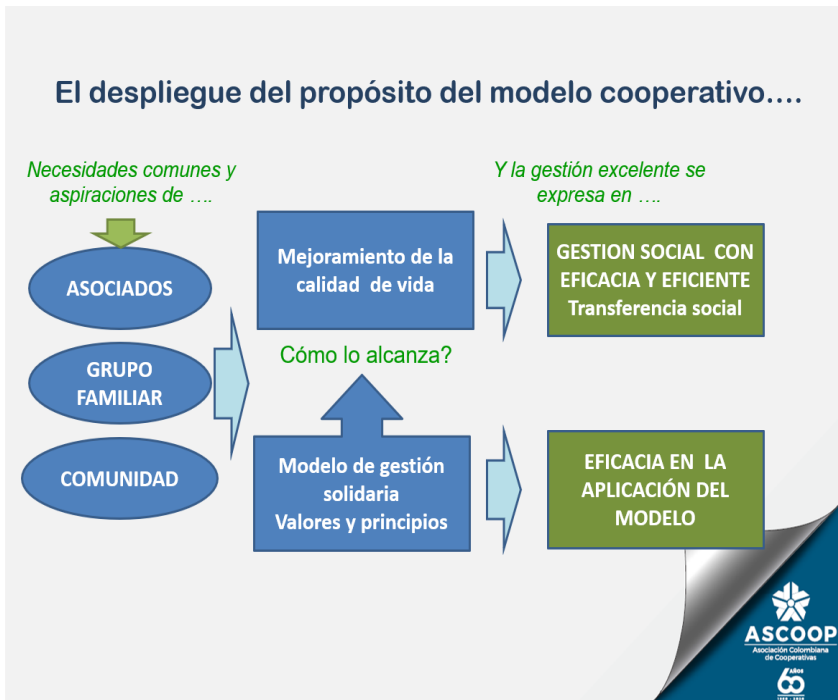 El despliegue del propósito del modelo cooperativo....
Necesidades comunes y
aspiraciones de ….
ASOCIADOS
GRUPO
FAMILIAR
COMUNIDAD
Mejoramiento de la
calidad de vida
Cómo lo alcanza?
Modelo de gestión
solidaria
Valores y principios
Y la gestión excelente se
expresa en ….
GESTION SOCIAL CON
EFICACIA Y EFICIENTE
Transferencia social
EFICACIA EN LA
APLICACIÓN DEL
MODELO
ASCOOP
Asociación Colombiana
de Cooperativas
60 Años